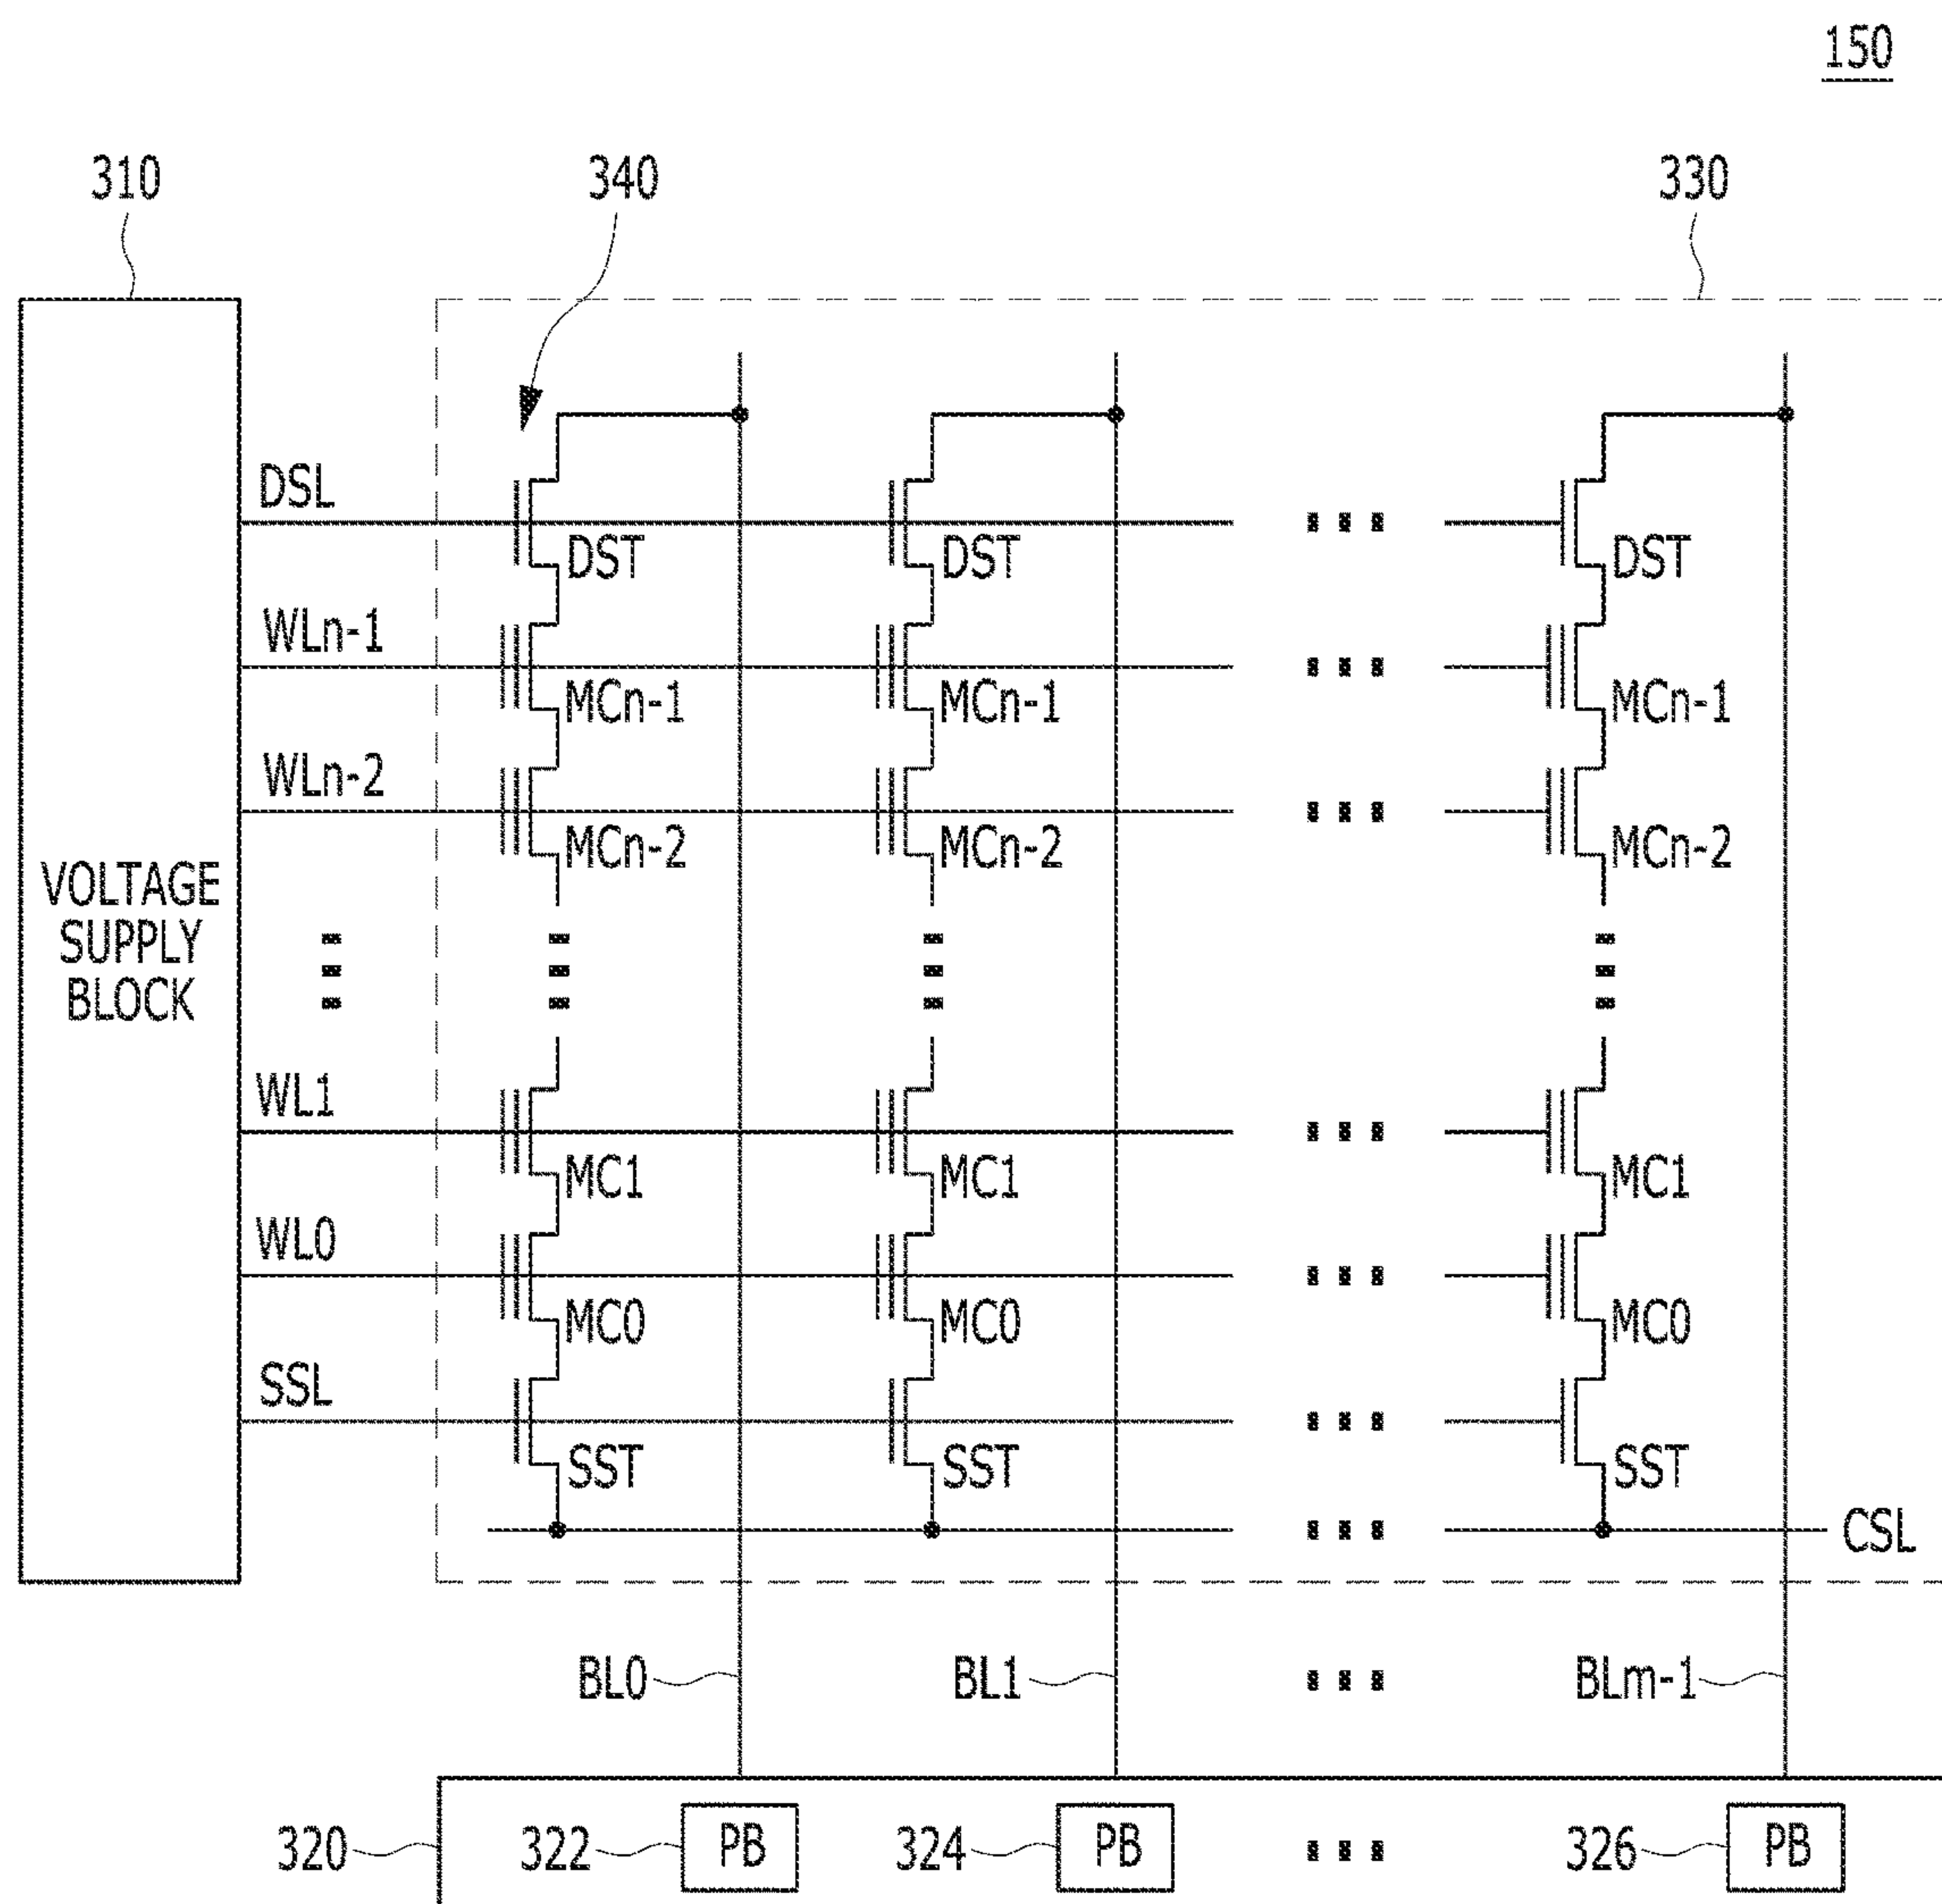 150
310 340 330
DSL
DST DST DST
WLn-1
MCn-1 MCn-1 MCn-1
WLn-2
MCn-2 MCn-2 MCn-2
VOLTAGE
SUPPLY
BLOCK
WL1
MC1 MC1 MC1
WL0
MC0 MC0 MC0
SSL
SST SST SST
CSL
BL0 BL1 BLm-1
320 322 PB 324 PB 326 PB